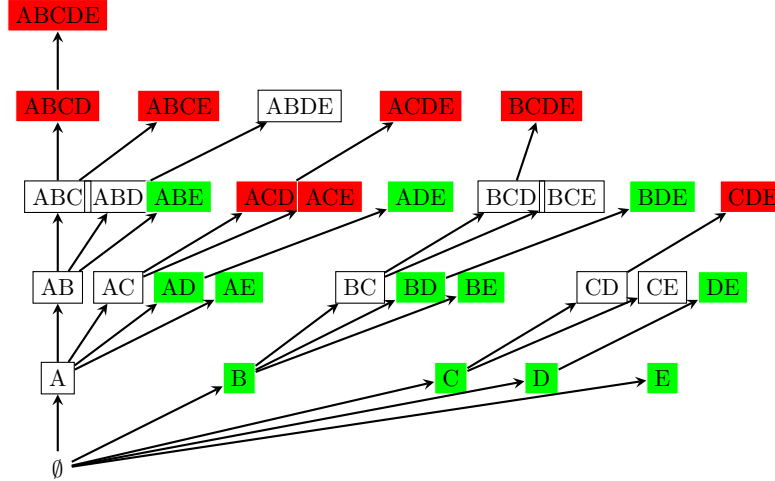 ABCDE
ABCD ABCE ABDE ACDE BCDE
ABC ABD ABE ACD ACE ADE BCD BCE BDE CDE
AB AC AD AE BC BD BE CD CE DE
A B C D E
∅